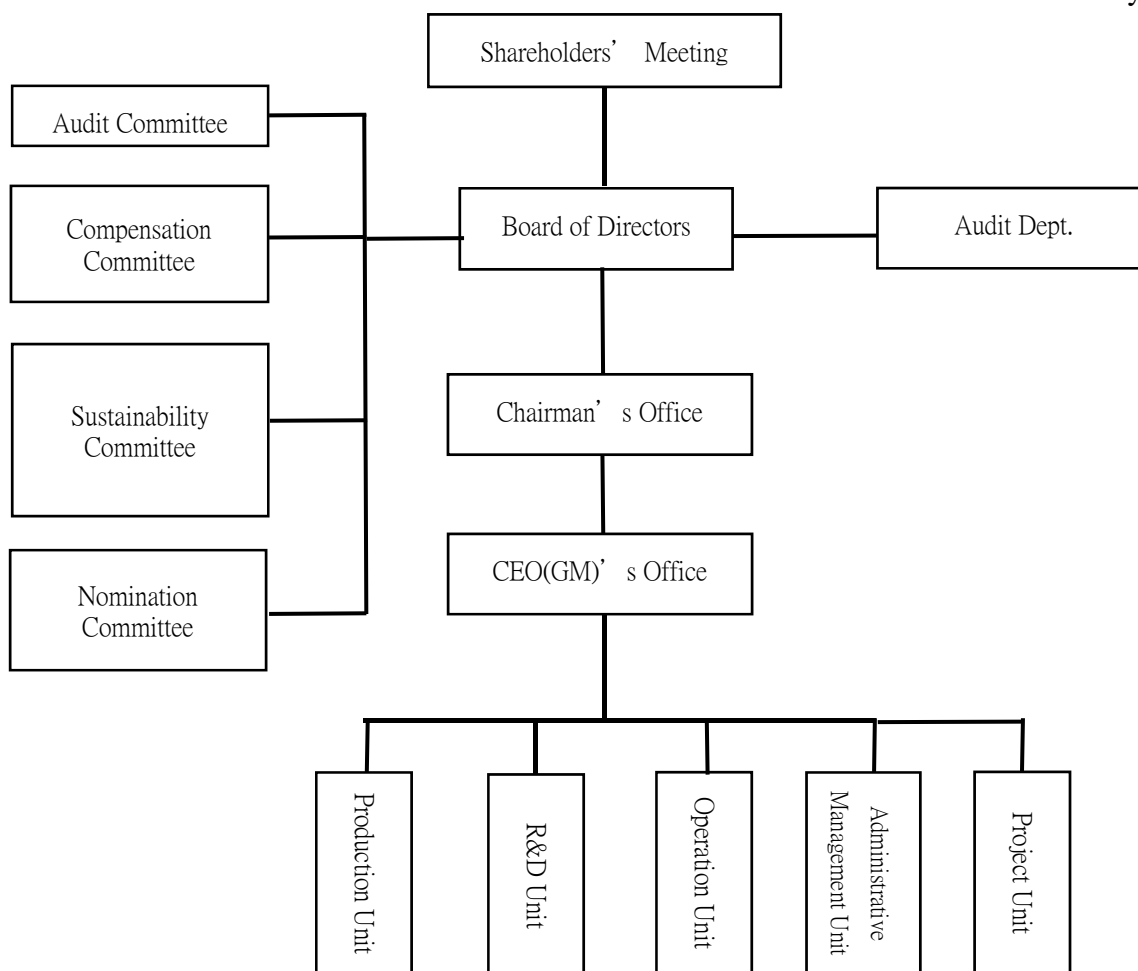 Shareholders’ Meeting
Audit Committee
Compensation
Committee
Board of Directors
Audit Dept.
Sustainability
Committee
Chairman’ s Office
CEO(GM)’ s Office
Nomination
Committee
Production Unit
R&D Unit
Operation Unit
Administrative
Management Unit
Project Unit